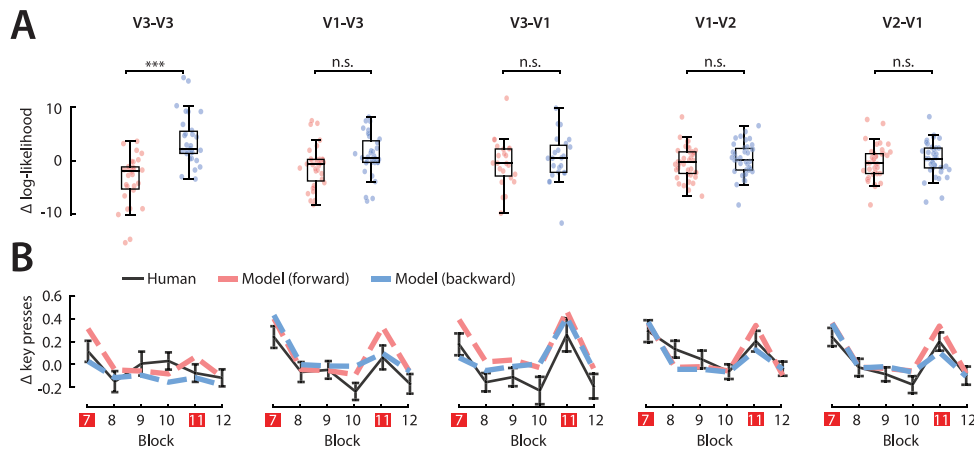 A
V3-V3 V1-V3 V3-V1 V1-V2 V2-V1
*** n.s. n.s. n.s. n.s.
Δ log-likelihood
10
0
-10
B
Human Model (forward) Model (backward)
Δ key presses
0.6
0.4
0.2
0.0
-0.2
7 8 9 10 11 12 7 8 9 10 11 12 7 8 9 10 11 12 7 8 9 10 11 12 7 8 9 10 11 12
Block Block Block Block Block